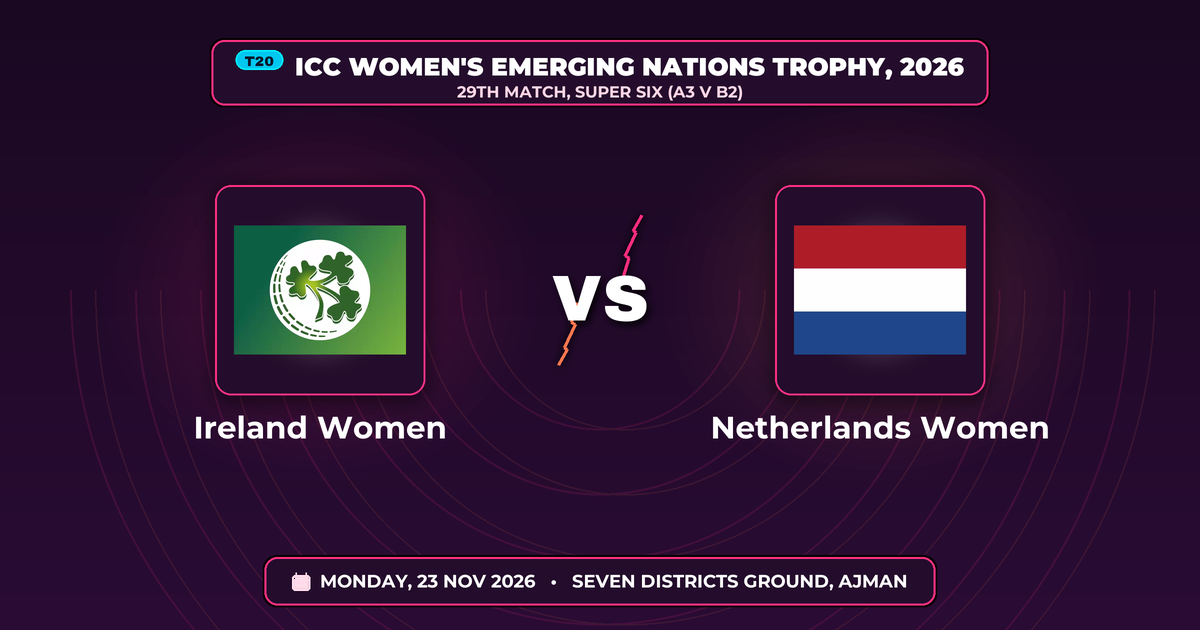 T20 ICC WOMEN'S EMERGING NATIONS TROPHY, 2026
29TH MATCH, SUPER SIX (A3 V B2)
VS
Ireland Women
Netherlands Women
MONDAY, 23 NOV 2026 • SEVEN DISTRICTS GROUND, AJMAN